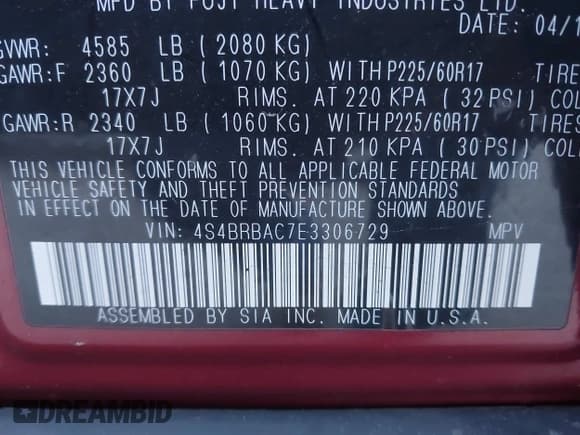 MFD BY FUJI HEAVY INDUSTRIES LTD.
DATE: 04/1
GVWR: 4585 LB ( 2080 KG)
GAWR:F 2360 LB ( 1070 KG) WITH P225/60R17 TIRE
17X7J RIMS. AT 220 KPA ( 32 PSI) COL
GAWR:R 2340 LB ( 1060 KG) WITH P225/60R17 TIRES
17X7J RIMS. AT 210 KPA ( 30 PSI) COL
THIS VEHICLE CONFORMS TO ALL APPLICABLE FEDERAL MOTOR
VEHICLE SAFETY AND THEFT PREVENTION STANDARDS
IN EFFECT ON THE DATE OF MANUFACTURE SHOWN ABOVE.
VIN: 4S4BRBAC7E3306729 MPV
ASSEMBLED BY SIA INC. MADE IN U.S.A.
DREAMBID